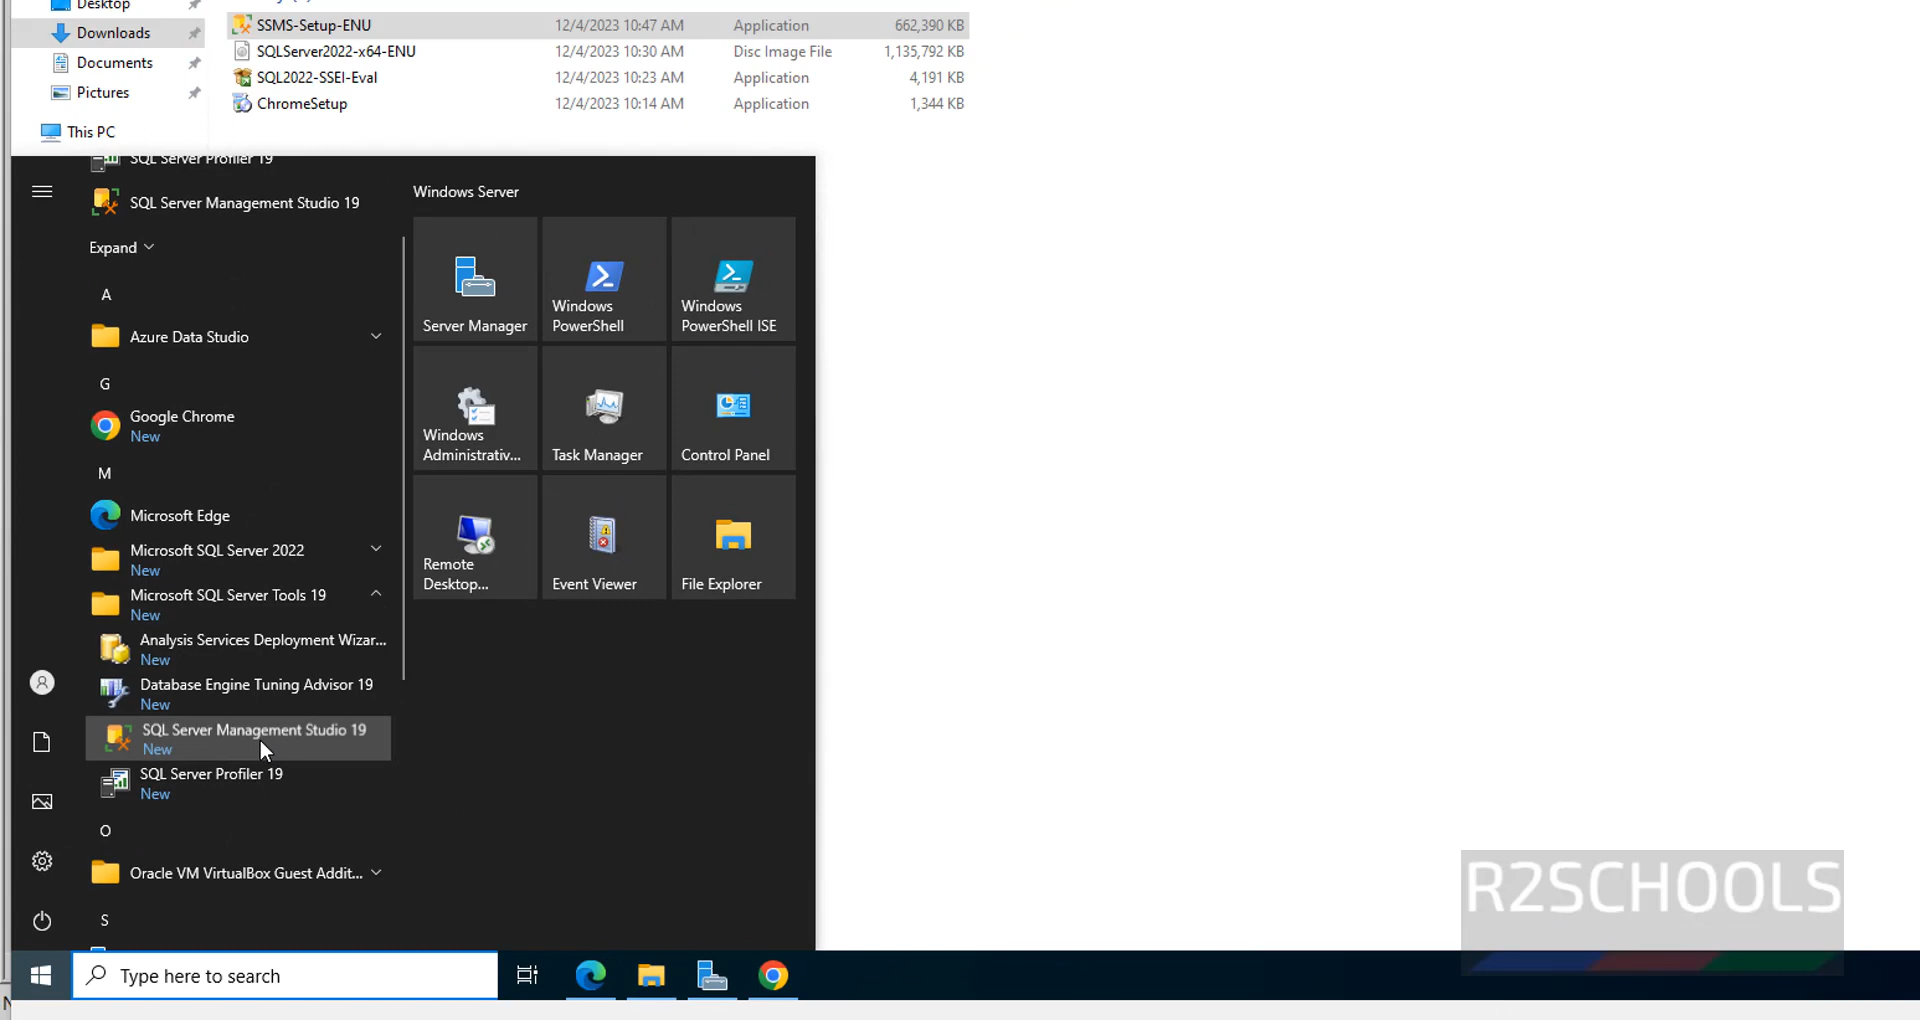 Desktop
Downloads
Documents
Pictures
This PC
SSMS-Setup-ENU 12/4/2023 10:47 AM Application 662,390 KB
SQLServer2022-x64-ENU 12/4/2023 10:30 AM Disc Image File 1,135,792 KB
SQL2022-SSEI-Eval 12/4/2023 10:23 AM Application 4,191 KB
ChromeSetup 12/4/2023 10:14 AM Application 1,344 KB
SQL Server Profiler 19
SQL Server Management Studio 19
Expand
A
Azure Data Studio
G
Google Chrome
New
M
Microsoft Edge
Microsoft SQL Server 2022
New
Microsoft SQL Server Tools 19
New
Analysis Services Deployment Wizar...
New
Database Engine Tuning Advisor 19
New
SQL Server Management Studio 19
New
SQL Server Profiler 19
New
O
Oracle VM VirtualBox Guest Addit...
S
Windows Server
Server Manager
Windows
PowerShell
Windows
PowerShell ISE
Windows
Administrativ...
Task Manager
Control Panel
Remote
Desktop...
Event Viewer
File Explorer
Type here to search
R2SCHOOLS